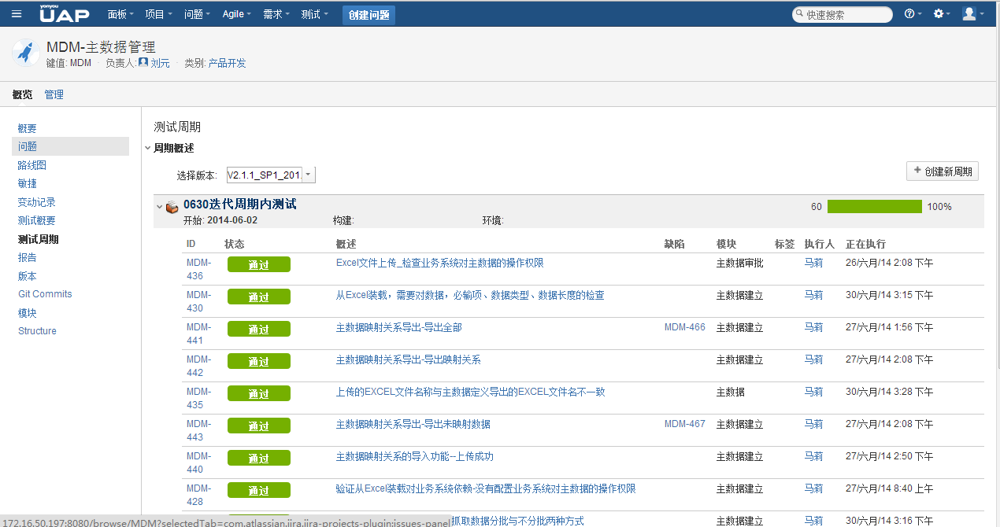 yonyou
UAP 面板 项目 问题 Agile 需求 测试 创建问题 快速搜索
MDM-主数据管理
键值: MDM · 负责人: 刘元 · 类别: 产品开发
概览 管理
概要
问题
路线图
敏捷
变动记录
测试概要
测试周期
报告
版本
Git Commits
模块
Structure
测试周期
周期概述
选择版本: V2.1.1_SP1_201
+ 创建新周期
0630迭代周期内测试 60 100%
开始: 2014-06-02 构建: 环境:
ID 状态 概述 缺陷 模块 标签 执行人 正在执行
MDM-436 通过 Excel文件上传_检查业务系统对主数据的操作权限 主数据审批 马莉 26/六月/14 2:08 下午
MDM-430 通过 从Excel装载，需要对数据，必输项、数据类型、数据长度的检查 主数据建立 马莉 30/六月/14 3:15 下午
MDM-441 通过 主数据映射关系导出-导出全部 MDM-466 主数据建立 马莉 27/六月/14 1:56 下午
MDM-442 通过 主数据映射关系导出-导出映射关系 主数据建立 马莉 27/六月/14 2:08 下午
MDM-435 通过 上传的EXCEL文件名称与主数据定义导出的EXCEL文件名不一致 主数据 马莉 30/六月/14 3:28 下午
MDM-443 通过 主数据映射关系导出-导出未映射数据 MDM-467 主数据建立 马莉 27/六月/14 2:08 下午
MDM-440 通过 主数据映射关系的导入功能--上传成功 主数据建立 马莉 27/六月/14 2:50 下午
MDM-428 通过 验证从Excel装载对业务系统依赖-没有配置业务系统对主数据的操作权限 主数据建立 马莉 27/六月/14 8:40 上午
抓取数据分批与不分批两种方式 主数据建立 马莉 30/六月/14 3:16 下午
172.16.50.197:8080/browse/MDM?selectedTab=com.atlassian.jira.jira-projects-plugin:issues-panel